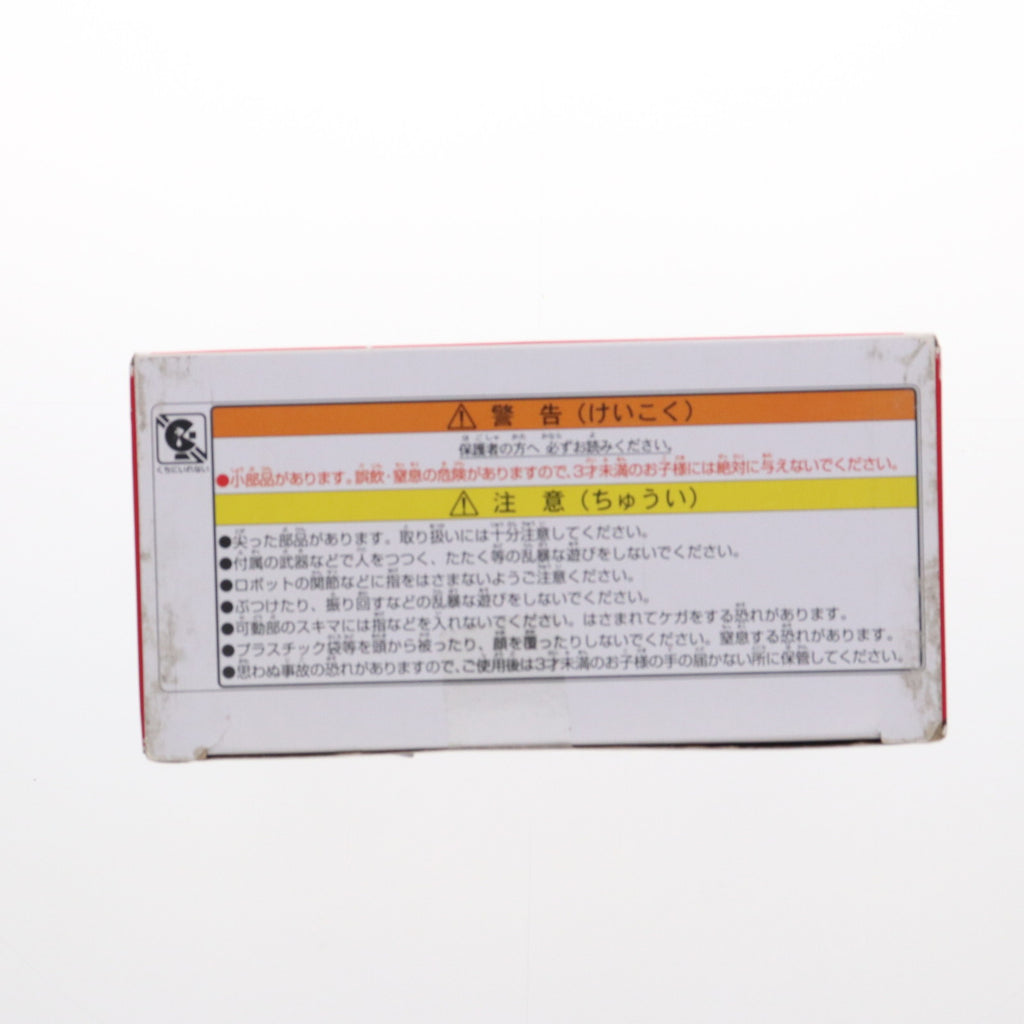 警 告（けいこく）
保護者の方へ 必ずお読みください。
●小部品があります。誤飲・窒息の危険がありますので、3才未満のお子様には絶対に与えないでください。
くちにいれない
注 意（ちゅうい）
●尖った部品があります。取り扱いには十分注意してください。
●付属の武器などで人をつつく、たたく等の乱暴な遊びをしないでください。
●ロボットの関節などに指をはさまないようご注意ください。
●ぶつけたり、振り回すなどの乱暴な遊びをしないでください。
●可動部のスキマには指などを入れないでください。はさまれてケガをする恐れがあります。
●プラスチック袋等を頭から被ったり、顔を覆ったりしないでください。窒息する恐れがあります。
●思わぬ事故の恐れがありますので、ご使用後は3才未満のお子様の手の届かない所に保管してください。